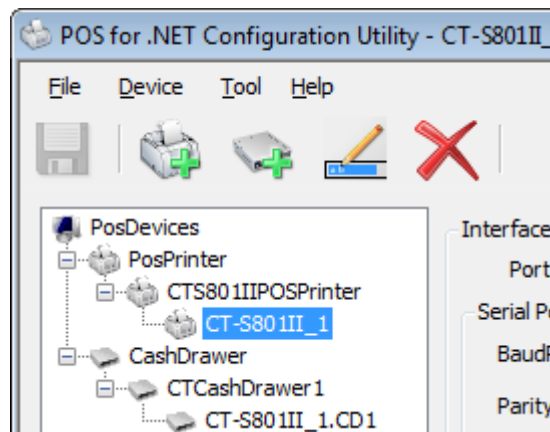 POS for .NET Configuration Utility - CT-S801II_
File Device Tool Help
PosDevices
PosPrinter
CTS801IIPOSPrinter
CT-S801II_1
CashDrawer
CTCashDrawer1
CT-S801II_1.CD1
Interface
Port
Serial Po
BaudR
Parity